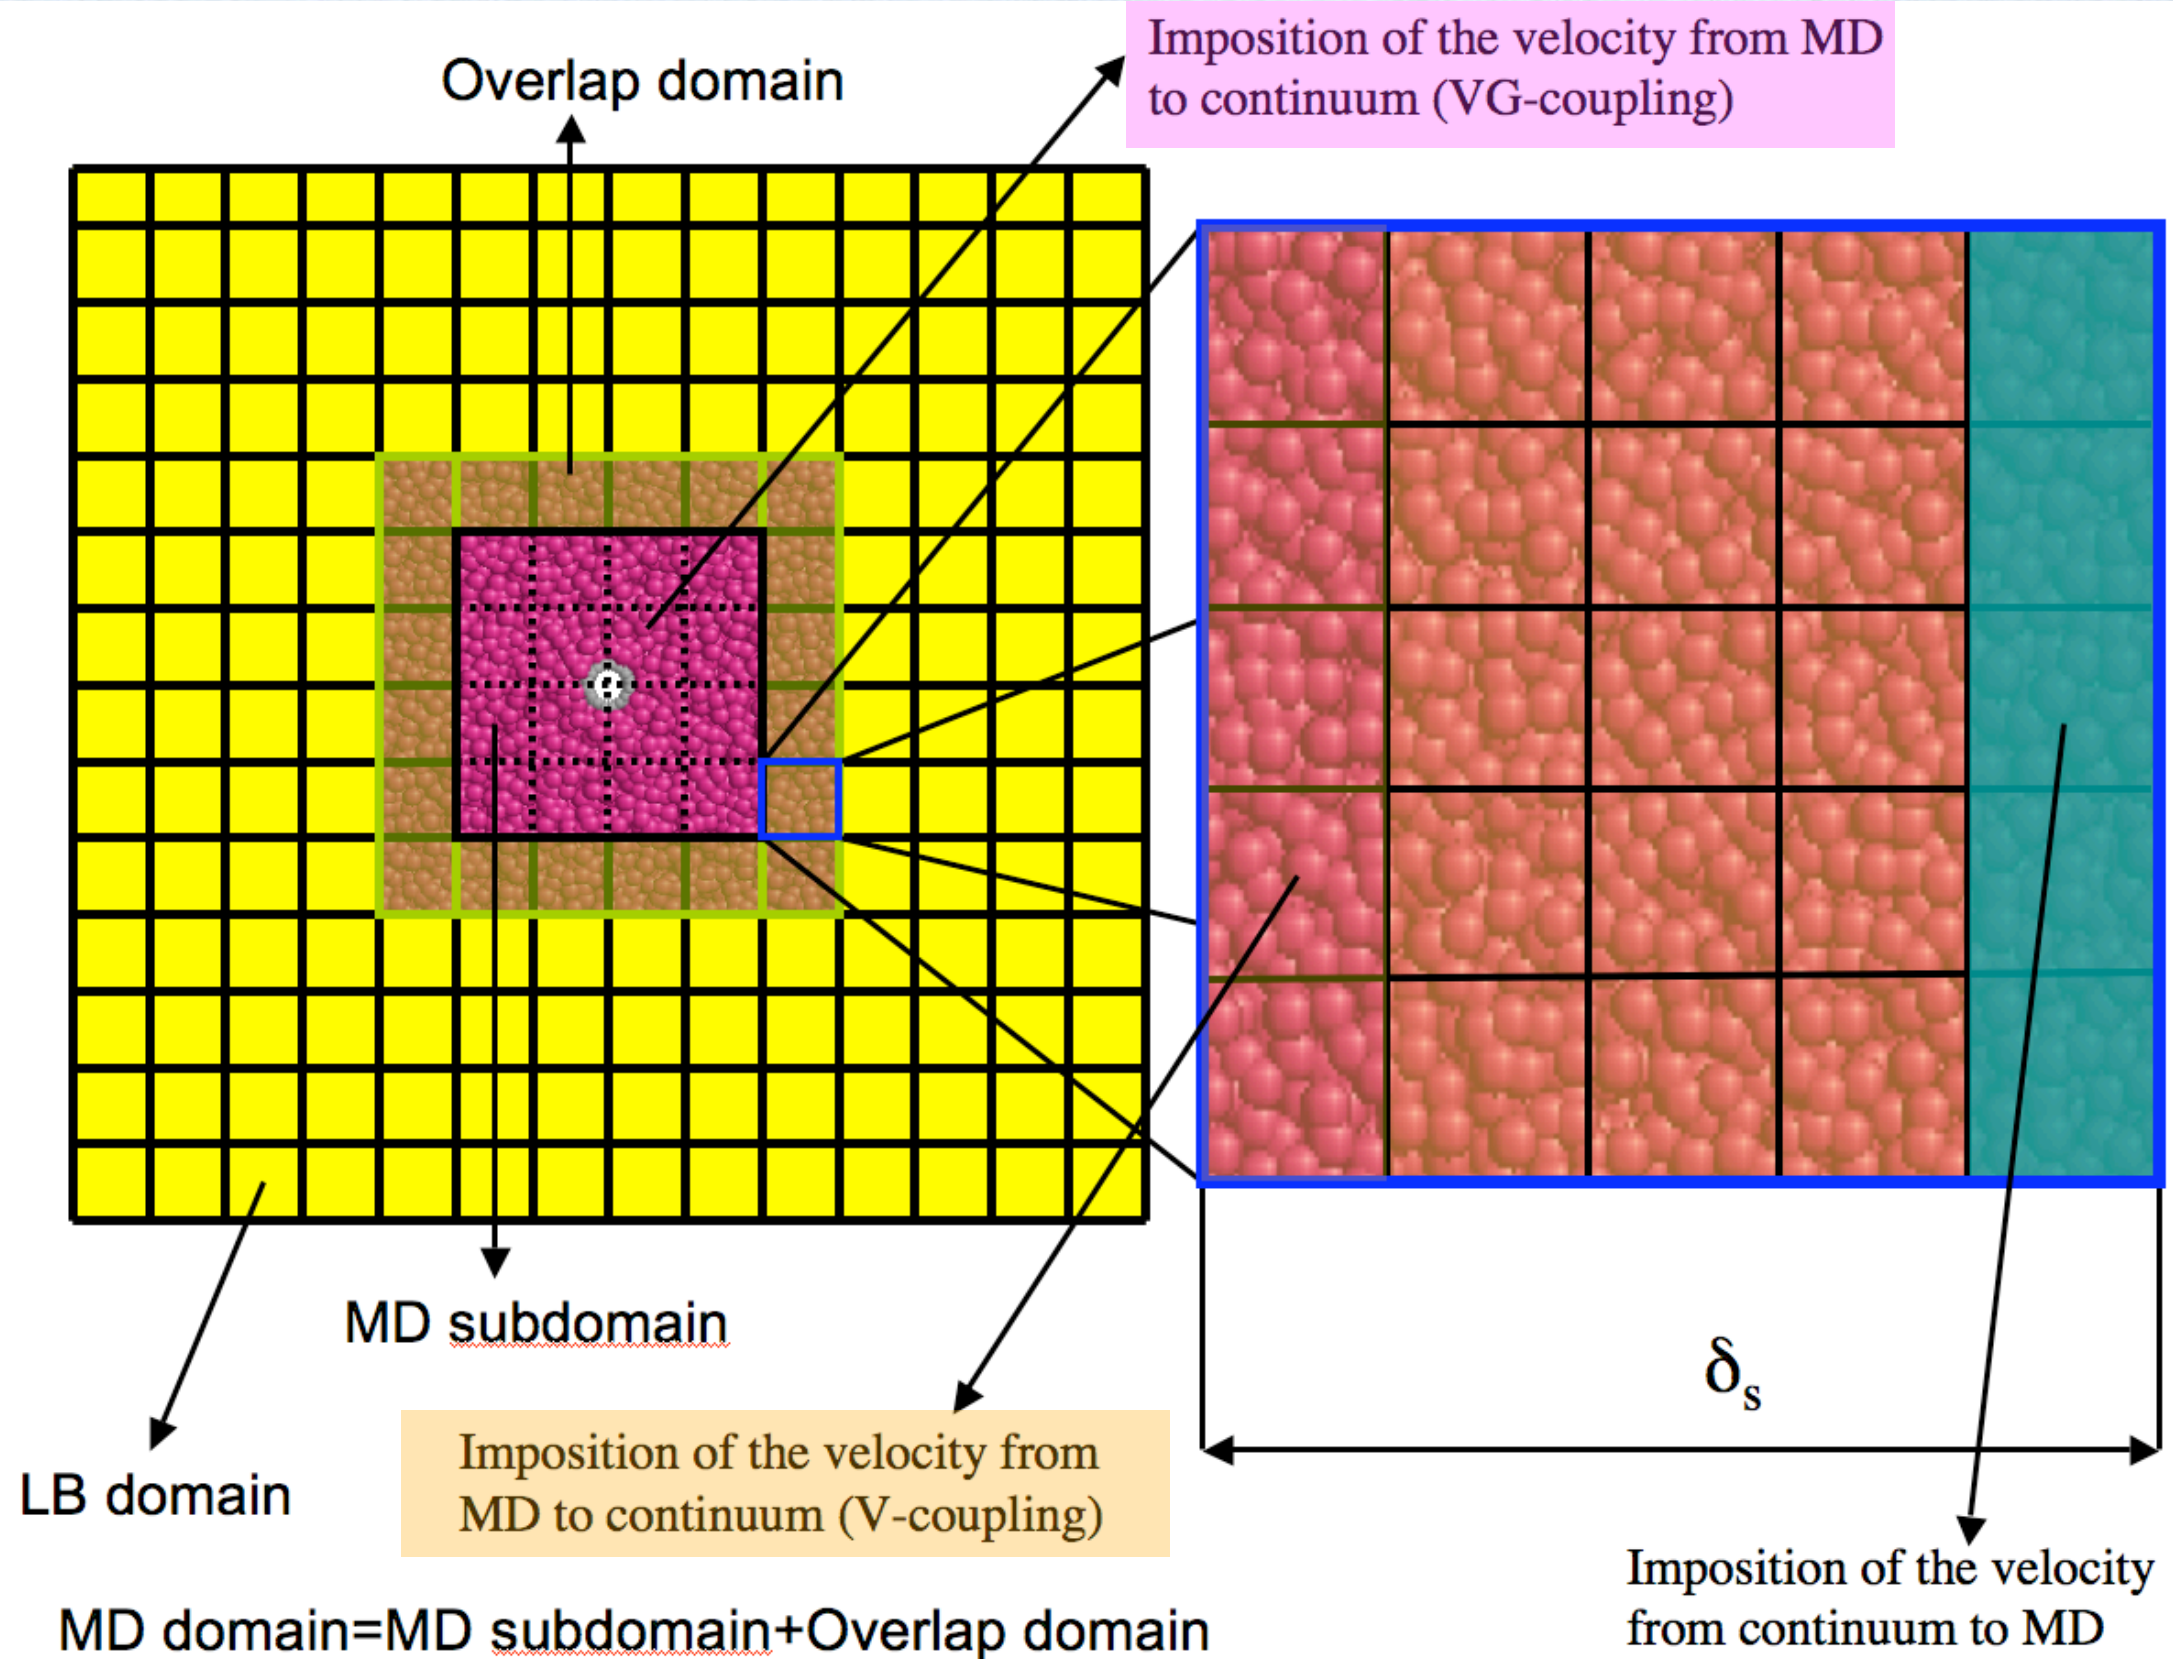 Imposition of the velocity from MD
to continuum (VG-coupling)
Overlap domain
MD subdomain
δs
LB domain
Imposition of the velocity from
MD to continuum (V-coupling)
Imposition of the velocity
from continuum to MD
MD domain=MD subdomain+Overlap domain